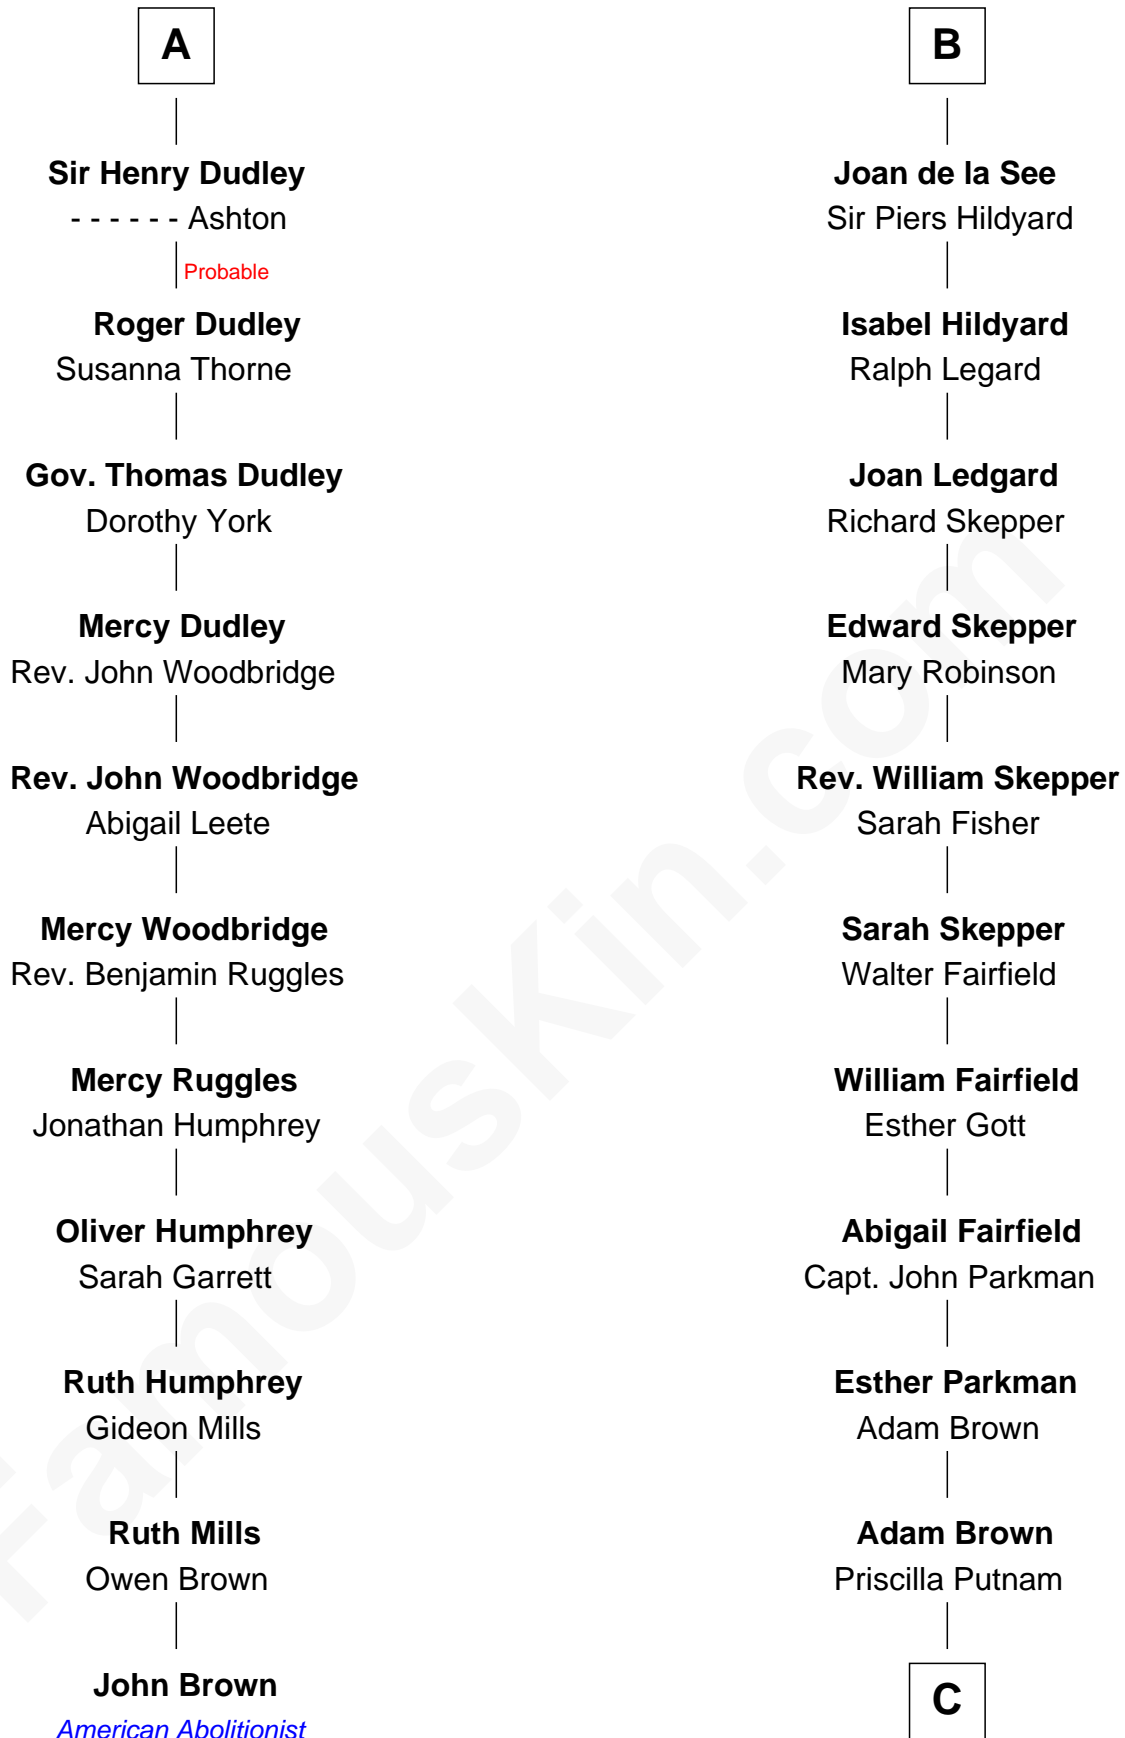 A
Sir Henry Dudley
- - - - - - Ashton
Probable
Roger Dudley
Susanna Thorne
Gov. Thomas Dudley
Dorothy York
Mercy Dudley
Rev. John Woodbridge
Rev. John Woodbridge
Abigail Leete
Mercy Woodbridge
Rev. Benjamin Ruggles
Mercy Ruggles
Jonathan Humphrey
Oliver Humphrey
Sarah Garrett
Ruth Humphrey
Gideon Mills
Ruth Mills
Owen Brown
John Brown
American Abolitionist
B
Joan de la See
Sir Piers Hildyard
Isabel Hildyard
Ralph Legard
Joan Ledgard
Richard Skepper
Edward Skepper
Mary Robinson
Rev. William Skepper
Sarah Fisher
Sarah Skepper
Walter Fairfield
William Fairfield
Esther Gott
Abigail Fairfield
Capt. John Parkman
Esther Parkman
Adam Brown
Adam Brown
Priscilla Putnam
C
FamousKin.com